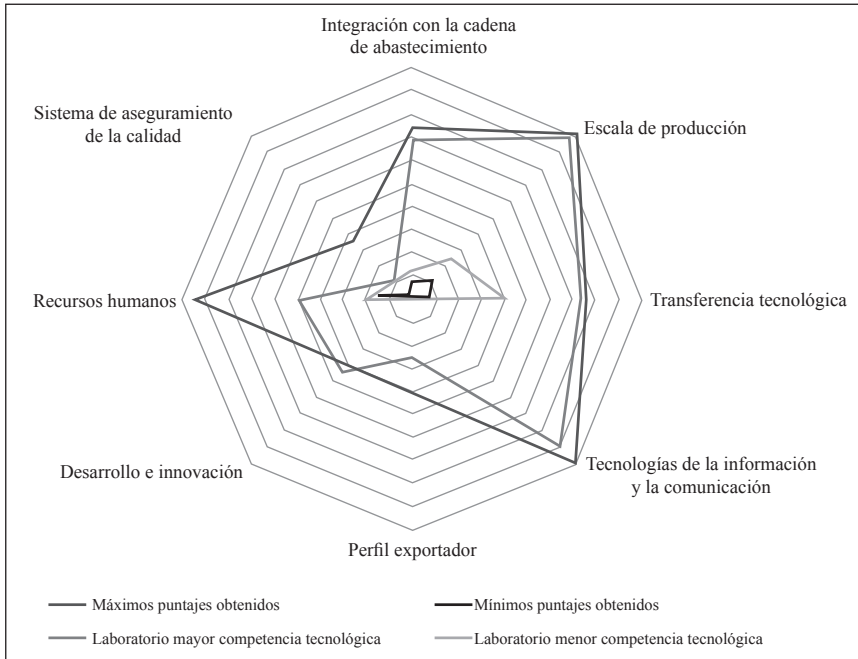 Integración con la cadena
de abastecimiento
Sistema de aseguramiento
de la calidad
Escala de producción
Recursos humanos
Transferencia tecnológica
Desarrollo e innovación
Tecnologías de la información
y la comunicación
Perfil exportador
Máximos puntajes obtenidos
Mínimos puntajes obtenidos
Laboratorio mayor competencia tecnológica
Laboratorio menor competencia tecnológica